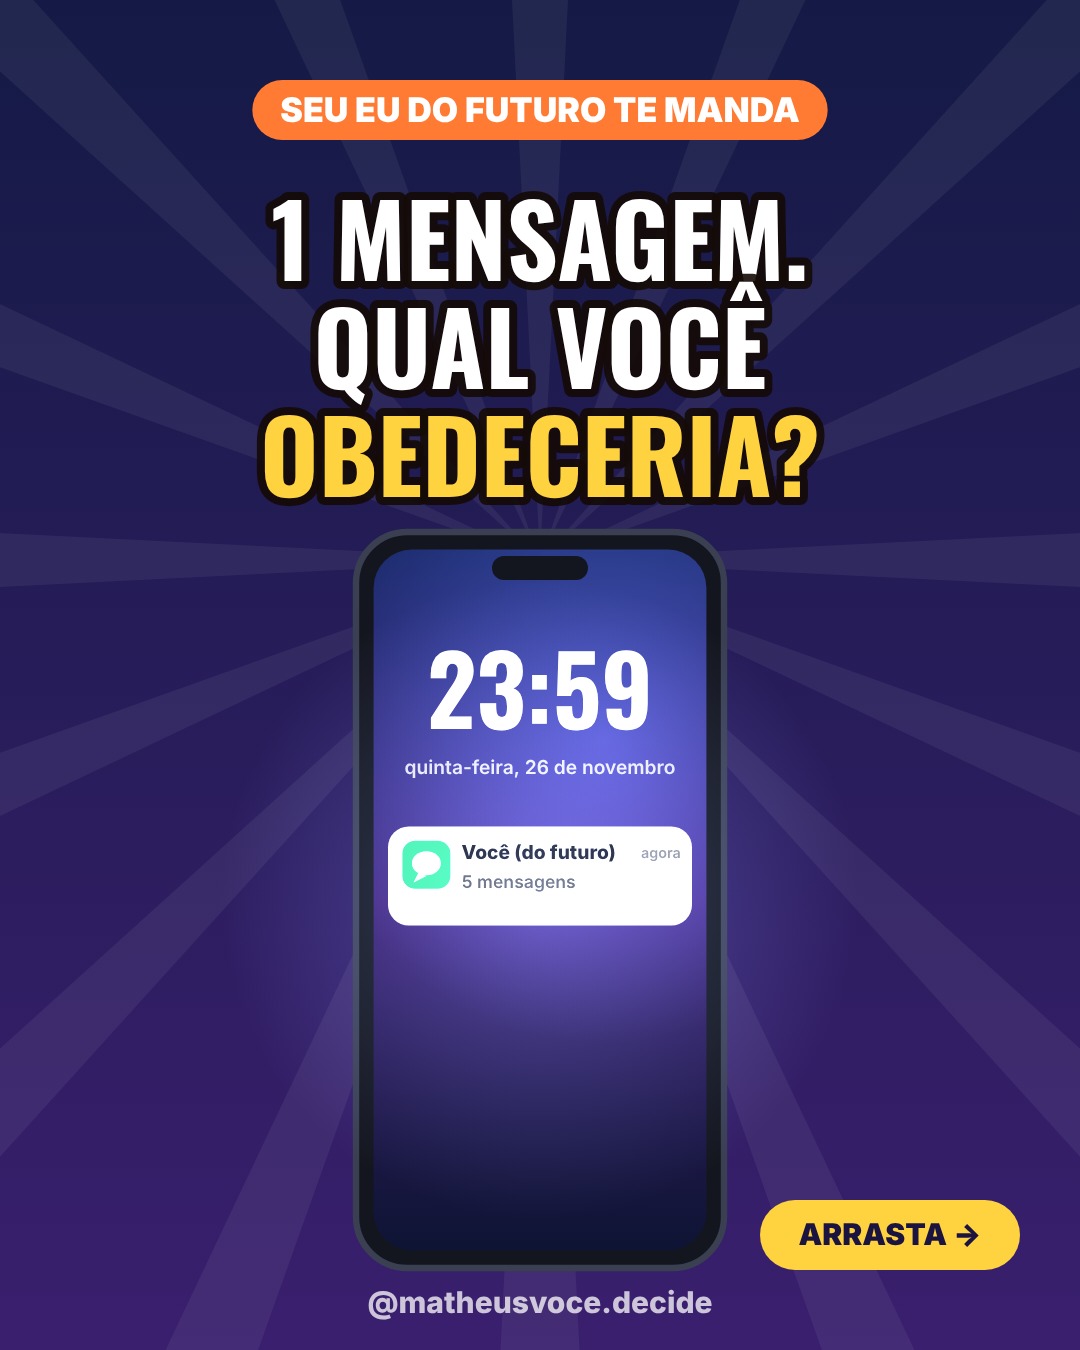 SEU EU DO FUTURO TE MANDA
1 MENSAGEM.
QUAL VOCÊ
OBEDECERIA?
23:59
quinta-feira, 26 de novembro
Você (do futuro) agora
5 mensagens
ARRASTA →
@matheusvoce.decide